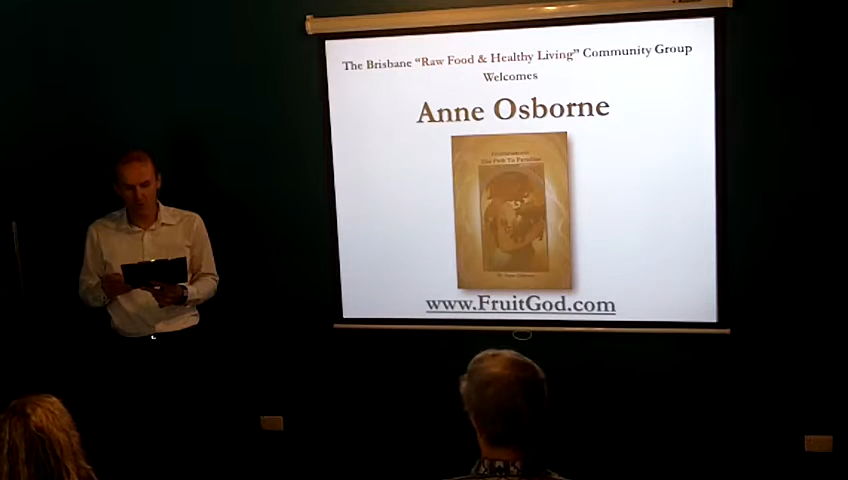 The Brisbane “Raw Food & Healthy Living” Community Group
Welcomes
Anne Osborne
The Path To Paradise
www.FruitGod.com